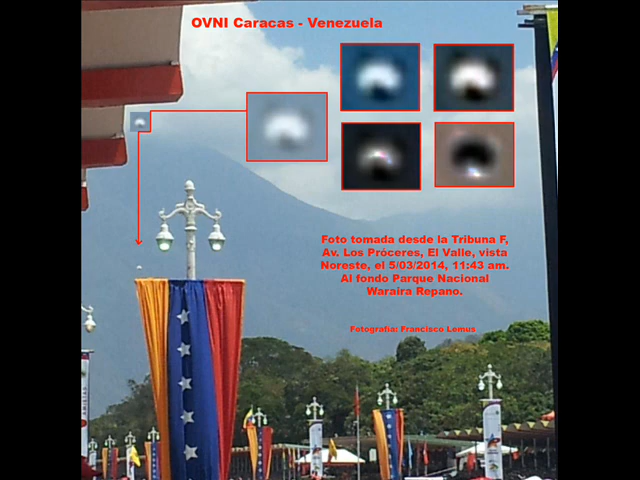 OVNI Caracas - Venezuela
Foto tomada desde la Tribuna F,
Av. Los Próceres, El Valle, vista
Noreste, el 5/03/2014, 11:43 am.
Al fondo Parque Nacional
Waraira Repano.
Fotografía: Francisco Lemus